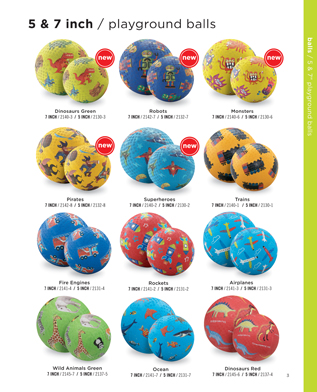 5 & 7 inch / playground balls
balls / 5 & 7" playground balls
new
new
Dinosaurs Green
7 INCH / 2140-3 / 5 INCH / 2130-3
Robots
7 INCH / 2142-7 / 5 INCH / 2132-7
Monsters
7 INCH / 2140-6 / 5 INCH / 2130-6
new
new
Pirates
7 INCH / 2142-8 / 5 INCH / 2132-8
Superheroes
7 INCH / 2140-2 / 5 INCH / 2130-2
Trains
7 INCH / 2140-1 / 5 INCH / 2130-1
Fire Engines
7 INCH / 2141-4 / 5 INCH / 2131-4
Rockets
7 INCH / 2141-2 / 5 INCH / 2131-2
Airplanes
7 INCH / 2141-3 / 5 INCH / 2131-3
Wild Animals Green
7 INCH / 2145-7 / 5 INCH / 2137-5
Ocean
7 INCH / 2141-7 / 5 INCH / 2131-7
Dinosaurs Red
7 INCH / 2145-6 / 5 INCH / 2137-4
3